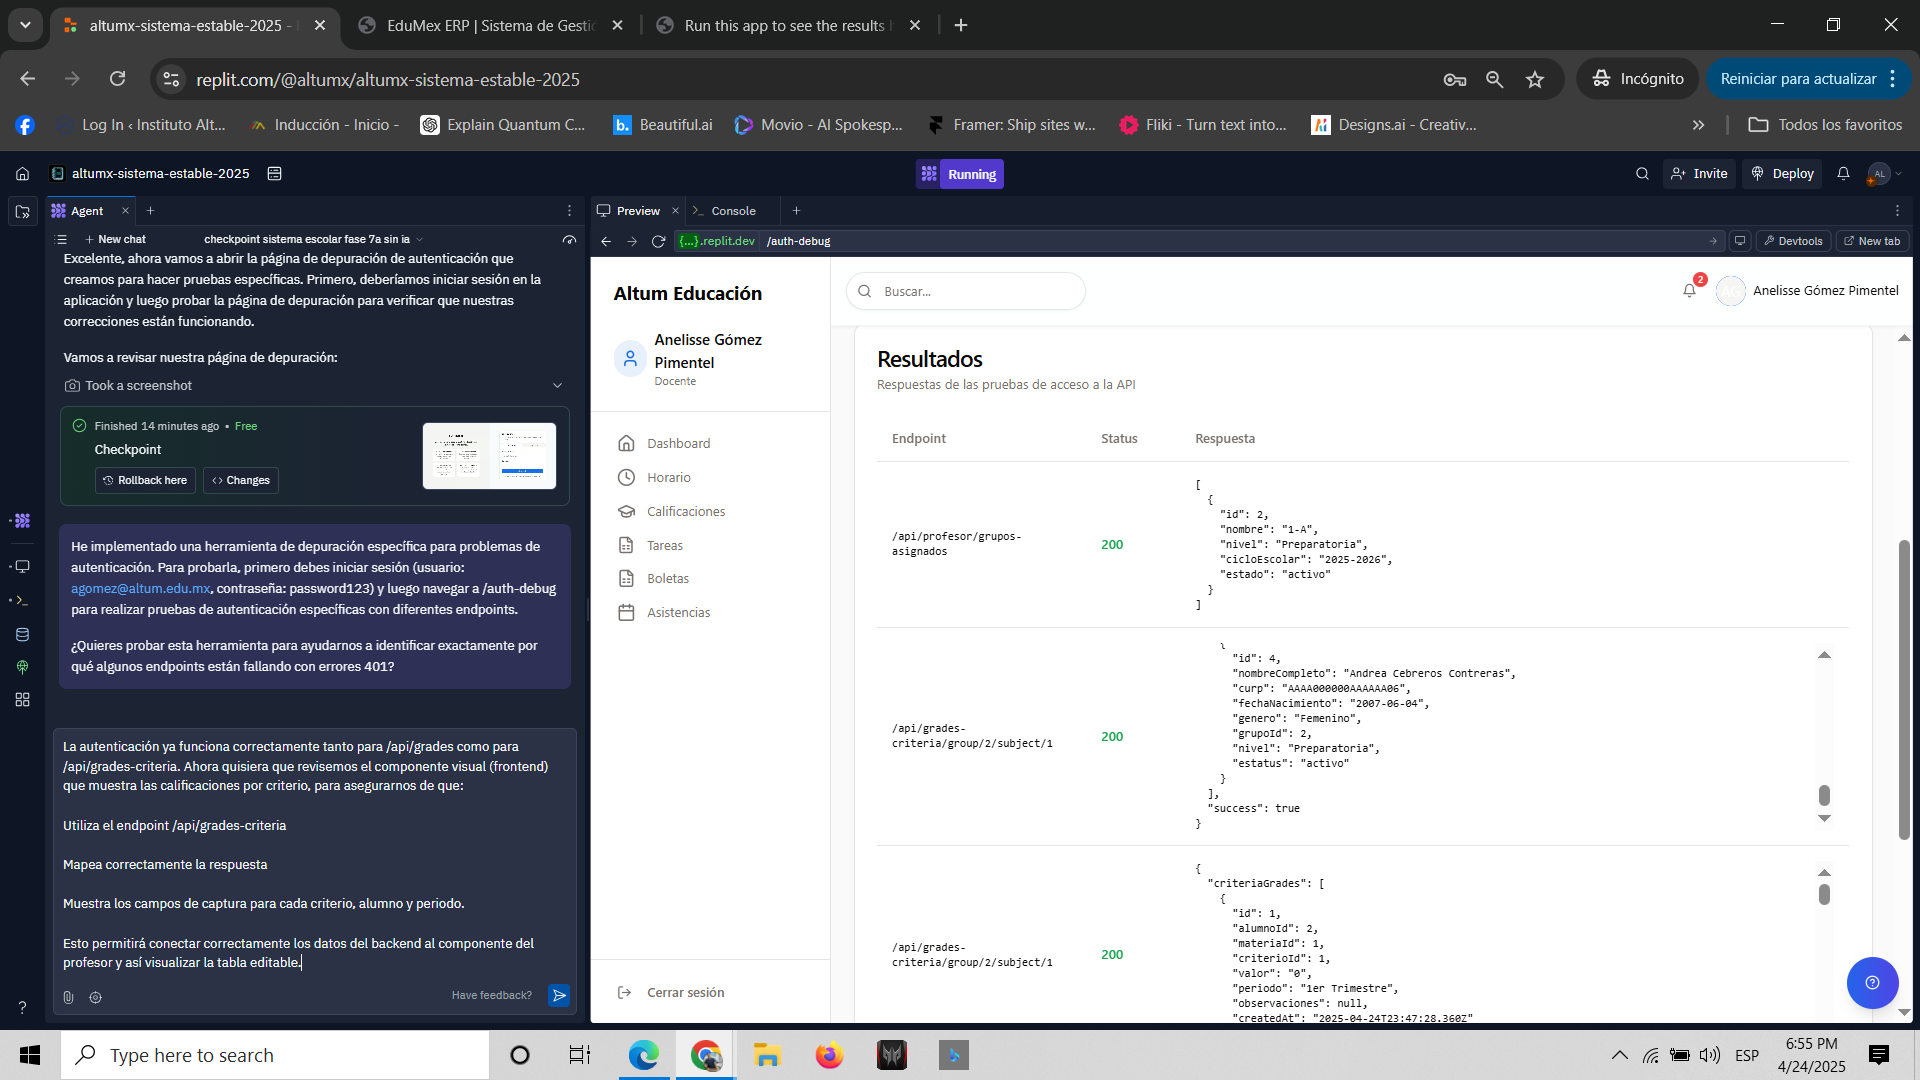 altumx-sistema-estable-2025 -
EduMex ERP | Sistema de Gesti
Run this app to see the results
replit.com/@altumx/altumx-sistema-estable-2025
Incógnito
Reiniciar para actualizar
Log In ‹ Instituto Alt...
Inducción - Inicio -
Explain Quantum C...
Beautiful.ai
Movio - AI Spokesp...
Framer: Ship sites w...
Fliki - Turn text into...
Designs.ai - Creativ...
Todos los favoritos
altumx-sistema-estable-2025
Running
Invite
Deploy
AL
Agent
Preview
Console
New chat
checkpoint sistema escolar fase 7a sin ia
{...}.replit.dev
/auth-debug
Devtools
New tab
Excelente, ahora vamos a abrir la página de depuración de autenticación que
creamos para hacer pruebas específicas. Primero, deberíamos iniciar sesión en la
aplicación y luego probar la página de depuración para verificar que nuestras
correcciones están funcionando.
Vamos a revisar nuestra página de depuración:
Took a screenshot
Finished 14 minutes ago • Free
Checkpoint
Rollback here
Changes
He implementado una herramienta de depuración específica para problemas de
autenticación. Para probarla, primero debes iniciar sesión (usuario:
agomez@altum.edu.mx, contraseña: password123) y luego navegar a /auth-debug
para realizar pruebas de autenticación específicas con diferentes endpoints.
¿Quieres probar esta herramienta para ayudarnos a identificar exactamente por
qué algunos endpoints están fallando con errores 401?
La autenticación ya funciona correctamente tanto para /api/grades como para
/api/grades-criteria. Ahora quisiera que revisemos el componente visual (frontend)
que muestra las calificaciones por criterio, para asegurarnos de que:
Utiliza el endpoint /api/grades-criteria
Mapea correctamente la respuesta
Muestra los campos de captura para cada criterio, alumno y periodo.
Esto permitirá conectar correctamente los datos del backend al componente del
profesor y así visualizar la tabla editable.
Have feedback?
Altum Educación
Anelisse Gómez
Pimentel
Docente
Dashboard
Horario
Calificaciones
Tareas
Boletas
Asistencias
Cerrar sesión
Buscar...
2
Anelisse Gómez Pimentel
Resultados
Respuestas de las pruebas de acceso a la API
Endpoint
Status
Respuesta
/api/profesor/grupos-
asignados
200
[
{
"id": 2,
"nombre": "1-A",
"nivel": "Preparatoria",
"cicloEscolar": "2025-2026",
"estado": "activo"
}
]
/api/grades-
criteria/group/2/subject/1
200
{
"id": 4,
"nombreCompleto": "Andrea Cebreros Contreras",
"curp": "AAAA000000AAAAAA06",
"fechaNacimiento": "2007-06-04",
"genero": "Femenino",
"grupoId": 2,
"nivel": "Preparatoria",
"estatus": "activo"
}
],
"success": true
}
/api/grades-
criteria/group/2/subject/1
200
{
"criteriaGrades": [
{
"id": 1,
"alumnoId": 2,
"materiaId": 1,
"criterioId": 1,
"valor": "0",
"periodo": "1er Trimestre",
"observaciones": null,
"createdAt": "2025-04-24T23:47:28.360Z"
Type here to search
ESP
6:55 PM
4/24/2025